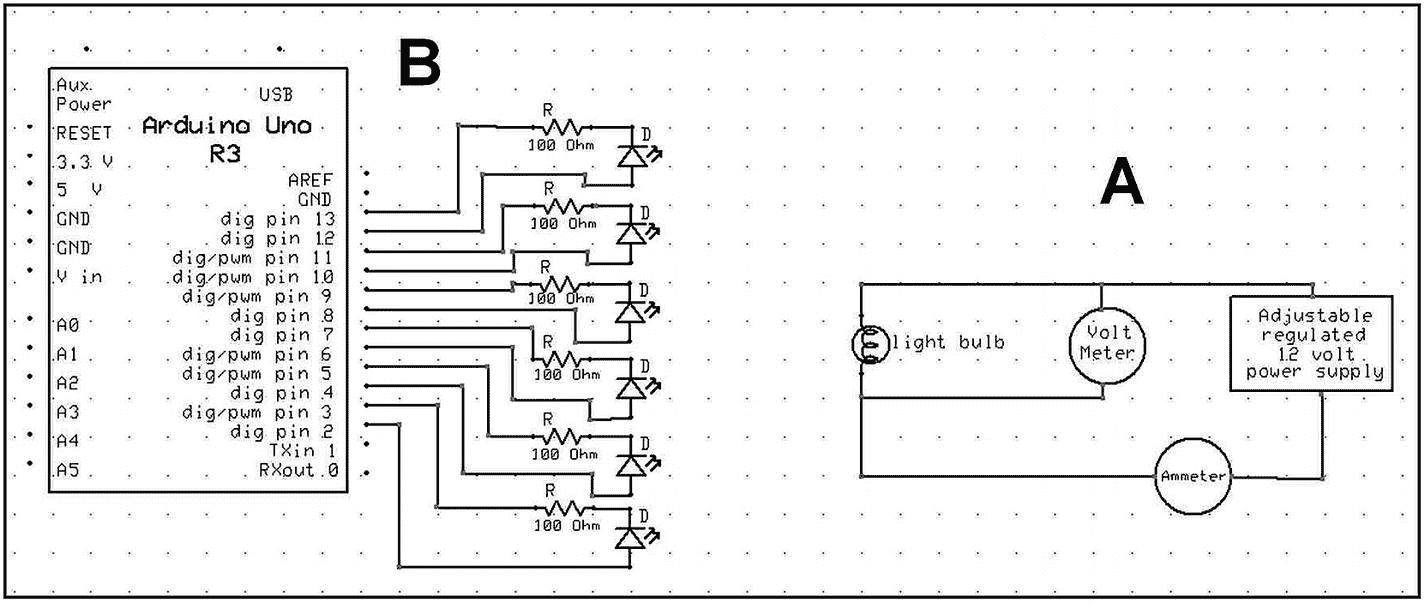 B
Aux
Power
USB
Arduino Uno
R3
RESET
3.3 V
5 V
GND
GND
V in
A0
A1
A2
A3
A4
A5
AREF
GND
dig pin 13
dig pin 12
dig/pwm pin 11
dig/pwm pin 10
dig/pwm pin 9
dig pin 8
dig pin 7
dig/pwm pin 6
dig/pwm pin 5
dig pin 4
dig/pwm pin 3
dig pin 2
TXin 1
RXout 0
R
100 Ohm
D
R
100 Ohm
D
R
100 Ohm
D
R
100 Ohm
D
R
100 Ohm
D
R
100 Ohm
D
A
light bulb
Volt
Meter
Adjustable
regulated
12 volt
power supply
Ammeter